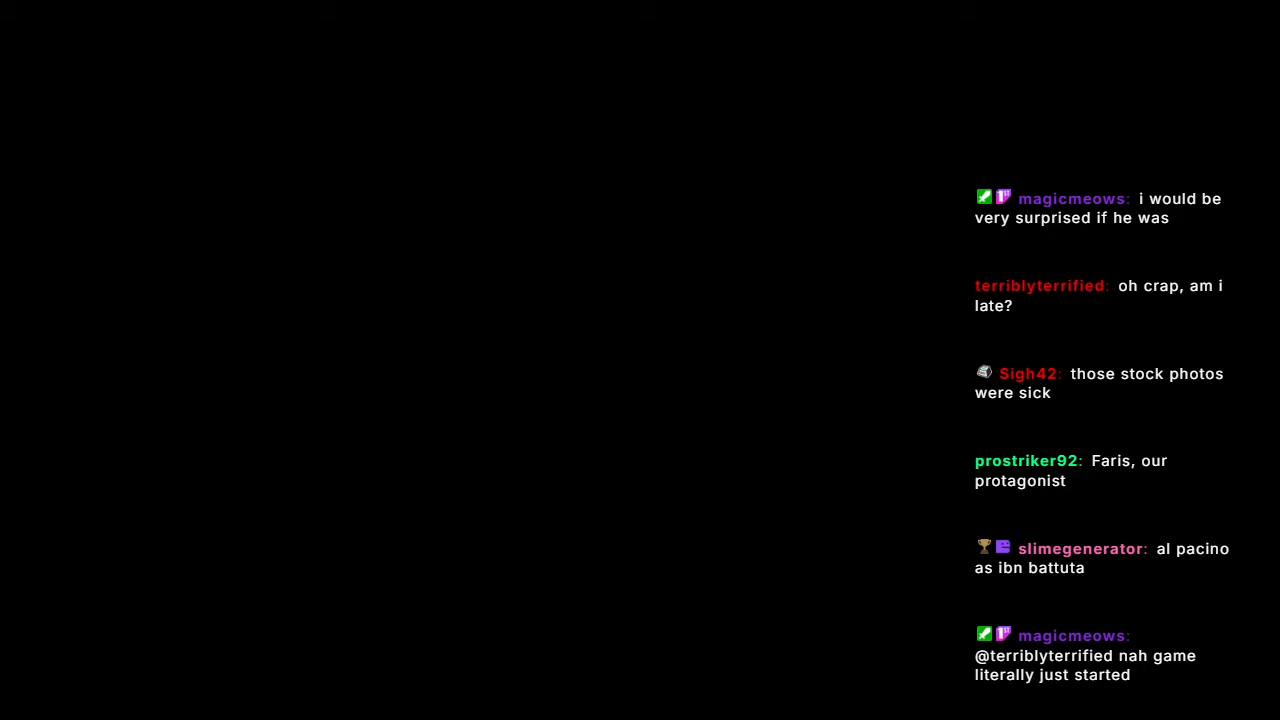 magicmeows: i would be
very surprised if he was
terriblyterrified: oh crap, am i
late?
Sigh42: those stock photos
were sick
prostriker92: Faris, our
protagonist
slimegenerator: al pacino
as ibn battuta
magicmeows:
@terriblyterrified nah game
literally just started